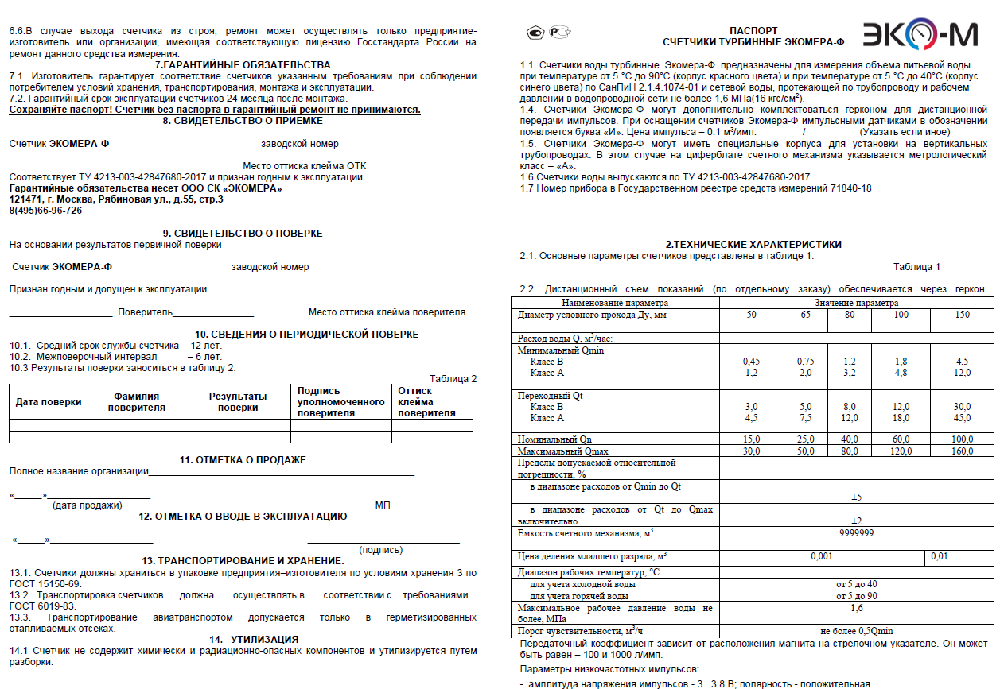 6.6.В случае выхода счетчика из строя, ремонт может осуществлять только предприятие-
изготовитель или организации, имеющая соответствующую лицензию Госстандарта России на
ремонт данного средства измерения.
7.ГАРАНТИЙНЫЕ ОБЯЗАТЕЛЬСТВА
7.1. Изготовитель гарантирует соответствие счетчиков указанным требованиям при соблюдении
потребителем условий хранения, транспортирования, монтажа и эксплуатации.
7.2. Гарантийный срок эксплуатации счетчиков 24 месяца после монтажа.
Сохраняйте паспорт! Счетчик без паспорта в гарантийный ремонт не принимаются.
8. СВИДЕТЕЛЬСТВО О ПРИЕМКЕ
Счетчик ЭКОМЕРА-Ф заводской номер
Место оттиска клейма ОТК
Соответствует ТУ 4213-003-42847680-2017 и признан годным к эксплуатации.
Гарантийные обязательства несет ООО СК «ЭКОМЕРА»
121471, г. Москва, Рябиновая ул., д.55, стр.3
8(495)66-96-726
9. СВИДЕТЕЛЬСТВО О ПОВЕРКЕ
На основании результатов первичной поверки
Счетчик ЭКОМЕРА-Ф заводской номер
Признан годным и допущен к эксплуатации.
____________________ Поверитель________________ Место оттиска клейма поверителя
10. СВЕДЕНИЯ О ПЕРИОДИЧЕСКОЙ ПОВЕРКЕ
10.1. Средний срок службы счетчика – 12 лет.
10.2. Межповерочный интервал – 6 лет.
10.3 Результаты поверки заноситься в таблицу 2.
Таблица 2
Дата поверки Фамилия поверителя Результаты поверки Подпись уполномоченного поверителя Оттиск клейма поверителя
11. ОТМЕТКА О ПРОДАЖЕ
Полное название организации____________________
«_____»____________________
(дата продажи) МП
12. ОТМЕТКА О ВВОДЕ В ЭКСПЛУАТАЦИЮ
«_____»____________________ ____________________
(подпись)
13. ТРАНСПОРТИРОВАНИЕ И ХРАНЕНИЕ.
13.1. Счетчики должны храниться в упаковке предприятия–изготовителя по условиям хранения 3 по
ГОСТ 15150-69.
13.2. Транспортировка счетчиков должна осуществлять в соответствии с требованиями
ГОСТ 6019-83.
13.3. Транспортирование авиатранспортом допускается только в герметизированных
отапливаемых отсеках.
14. УТИЛИЗАЦИЯ
14.1 Счетчик не содержит химически и радиационно-опасных компонентов и утилизируется путем
разборки.
ПАСПОРТ
СЧЕТЧИКИ ТУРБИННЫЕ ЭКОМЕРА-Ф
ЭКО-М
1.1. Счетчики воды турбинные Экомера-Ф предназначены для измерения объема питьевой воды
при температуре от 5 °С до 90°С (корпус красного цвета) и при температуре от 5 °С до 40°С (корпус
синего цвета) по СанПиН 2.1.4.1074-01 и сетевой воды, протекающей по трубопроводу и рабочем
давлении в водопроводной сети не более 1,6 МПа(16 кгс/см²).
1.4. Счетчики Экомера-Ф могут дополнительно комплектоваться герконом для дистанционной
передачи импульсов. При оснащении счетчиков Экомера-Ф импульсными датчиками в обозначении
появляется буква «И». Цена импульса – 0.1 м³/имп. ________/__________(Указать если иное)
1.5. Счетчики Экомера-Ф могут иметь специальные корпуса для установки на вертикальных
трубопроводах. В этом случае на циферблате счетного механизма указывается метрологический
класс – «А».
1.6 Счетчики воды выпускаются по ТУ 4213-003-42847680-2017
1.7 Номер прибора в Государственном реестре средств измерений 71840-18
2.ТЕХНИЧЕСКИЕ ХАРАКТЕРИСТИКИ
2.1. Основные параметры счетчиков представлены в таблице 1.
Таблица 1
2.2. Дистанционный съем показаний (по отдельному заказу) обеспечивается через геркон.
Наименование параметра Значение параметра
Диаметр условного прохода Ду, мм 50 65 80 100 150
Расход воды Q, м³/час:
Минимальный Qmin
Класс В 0,45 0,75 1,2 1,8 4,5
Класс А 1,2 2,0 3,2 4,8 12,0
Переходный Qt
Класс В 3,0 5,0 8,0 12,0 30,0
Класс А 4,5 7,5 12,0 18,0 45,0
Номинальный Qn 15,0 25,0 40,0 60,0 100,0
Максимальный Qmax 30,0 50,0 80,0 120,0 160,0
Пределы допускаемой относительной
погрешности, %
в диапазоне расходов от Qmin до Qt
±5
в диапазоне расходов от Qt до Qmax
включительно ±2
Емкость счетного механизма, м³ 9999999
Цена деления младшего разряда, м³ 0,001 0,01
Диапазон рабочих температур, °С
для учета холодной воды от 5 до 40
для учета горячей воды от 5 до 90
Максимальное рабочее давление воды не 1,6
более, МПа
Порог чувствительности, м³/ч не более 0,5Qmin
Передаточный коэффициент зависит от расположения магнита на стрелочном указателе. Он может
быть равен – 100 и 1000 л/имп.
Параметры низкочастотных импульсов:
- амплитуда напряжения импульсов - 3...3.8 В; полярность - положительная.